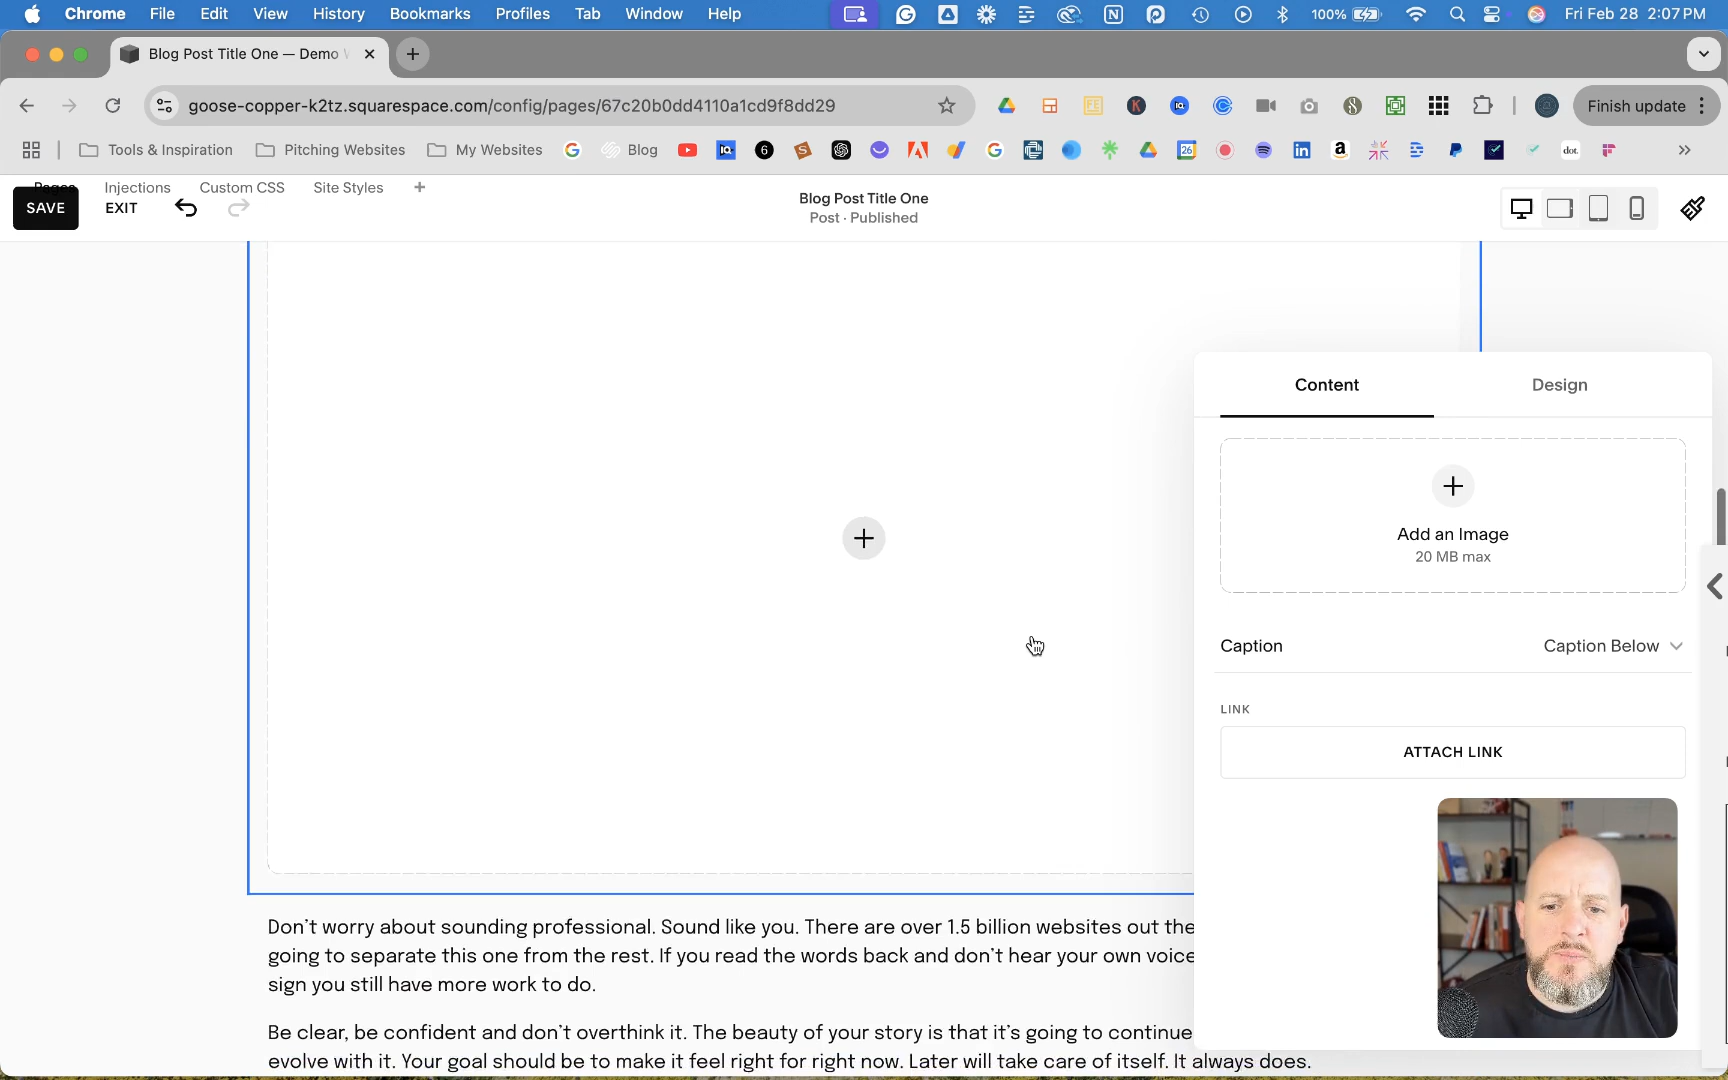 Chrome File Edit View History Bookmarks Profiles Tab Window Help 100% Fri Feb 28 2:07 PM
Blog Post Title One — Demo
goose-copper-k2tz.squarespace.com/config/pages/67c20b0dd4110a1cd9f8dd29 Finish update
Tools & Inspiration Pitching Websites My Websites Blog dot.
Pages Injections Custom CSS Site Styles +
SAVE EXIT
Blog Post Title One
Post · Published
Content Design
Add an Image
20 MB max
Caption Caption Below
LINK
ATTACH LINK
Don't worry about sounding professional. Sound like you. There are over 1.5 billion websites out the
going to separate this one from the rest. If you read the words back and don't hear your own voice
sign you still have more work to do.
Be clear, be confident and don't overthink it. The beauty of your story is that it's going to continue
evolve with it. Your goal should be to make it feel right for right now. Later will take care of itself. It always does.